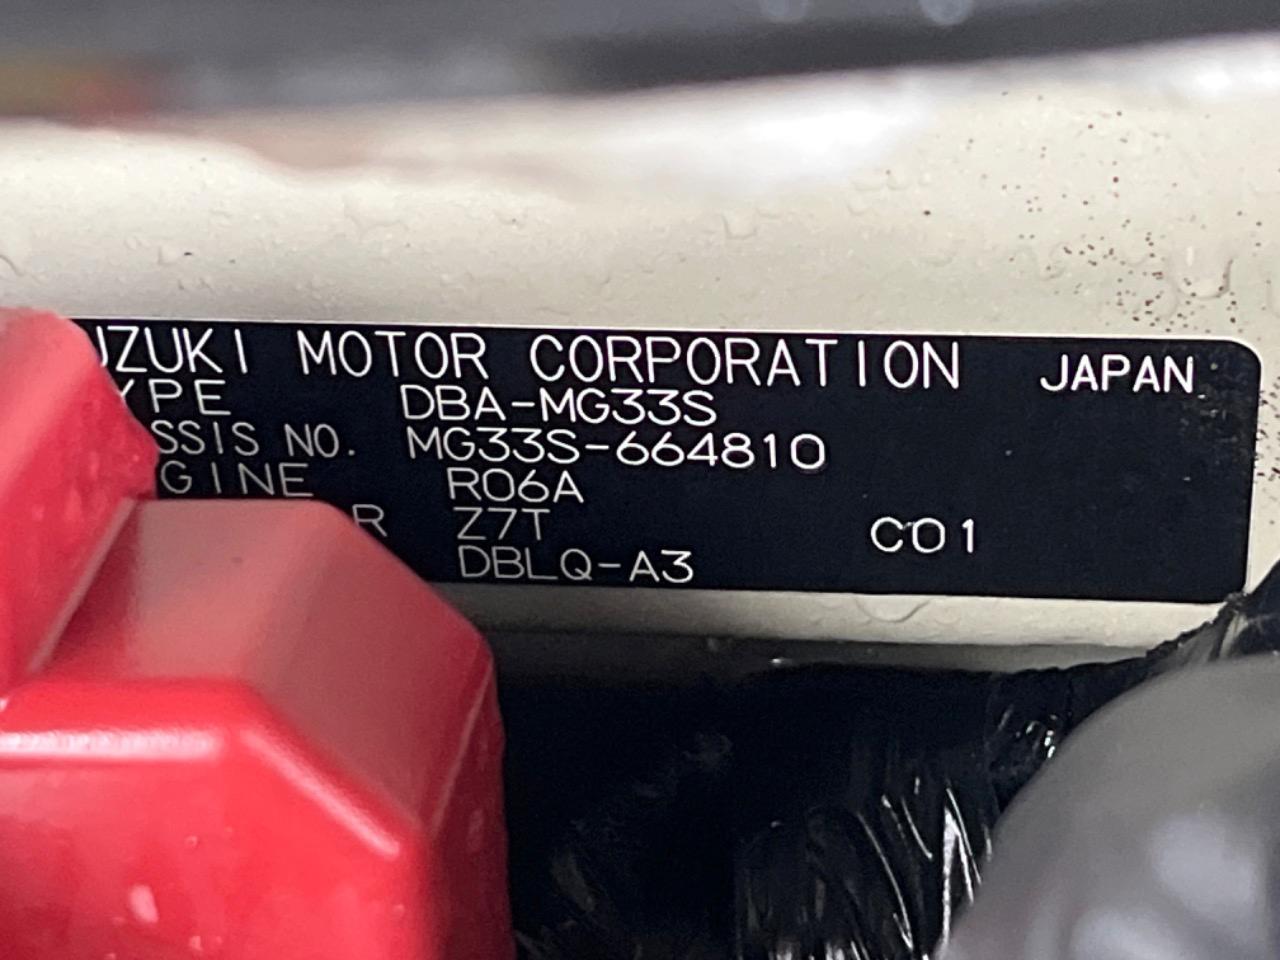 UZUKI MOTOR CORPORATION JAPAN
YPE DBA-MG33S
SSIS NO. MG33S-664810
GINE R06A
R Z7T C01
DBLQ-A3